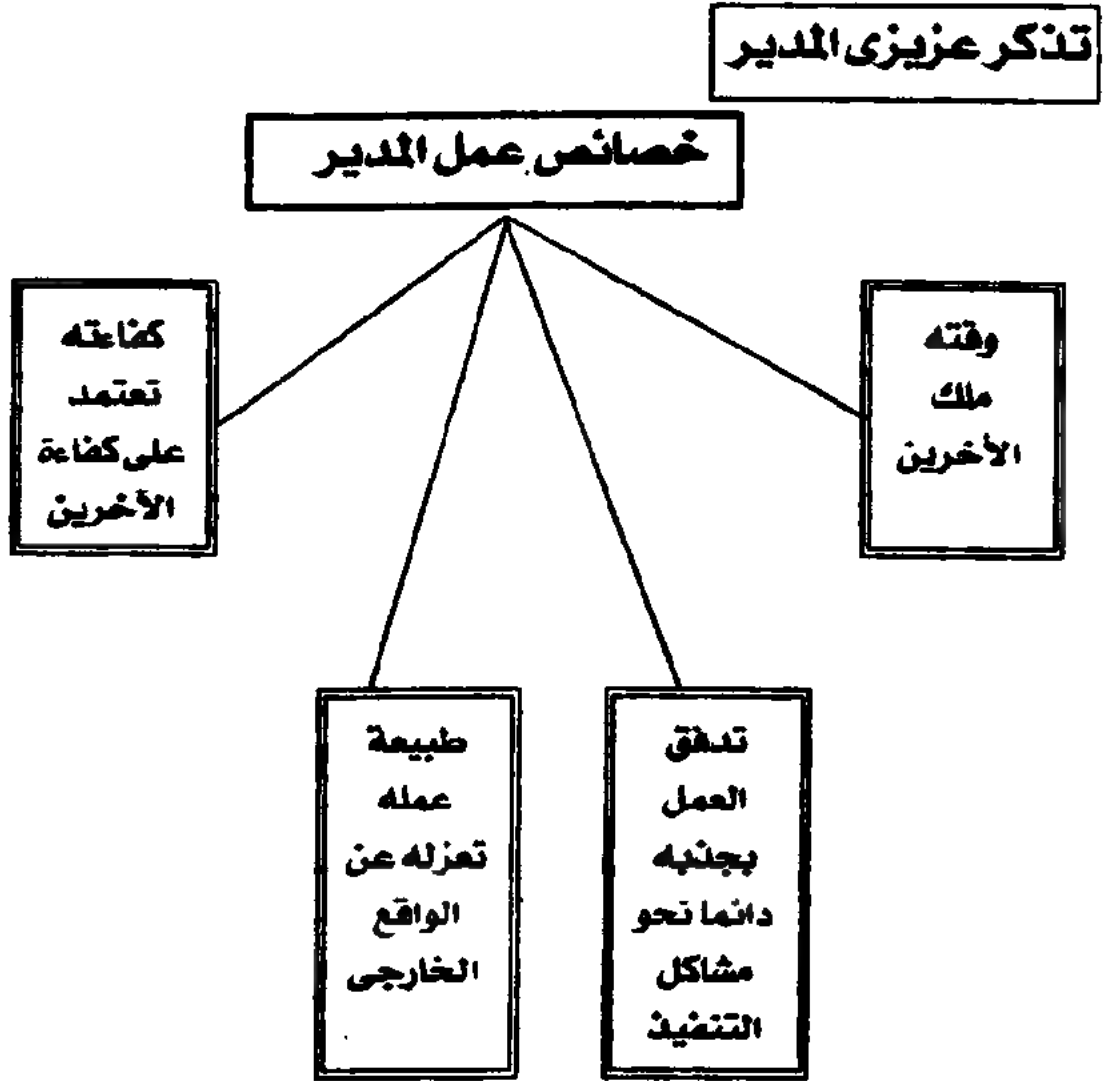 تذكر عزيزى المدير
خصائص عمل المدير
وقته
ملك
الأخرين
تدفق
العمل
بجذبه
دائما نحو
مشاكل
التنفيذ
طبيعة
عمله
تعزله عن
الواقع
الخارجى
كفاءته
تعتمد
على كفاءة
الآخرين